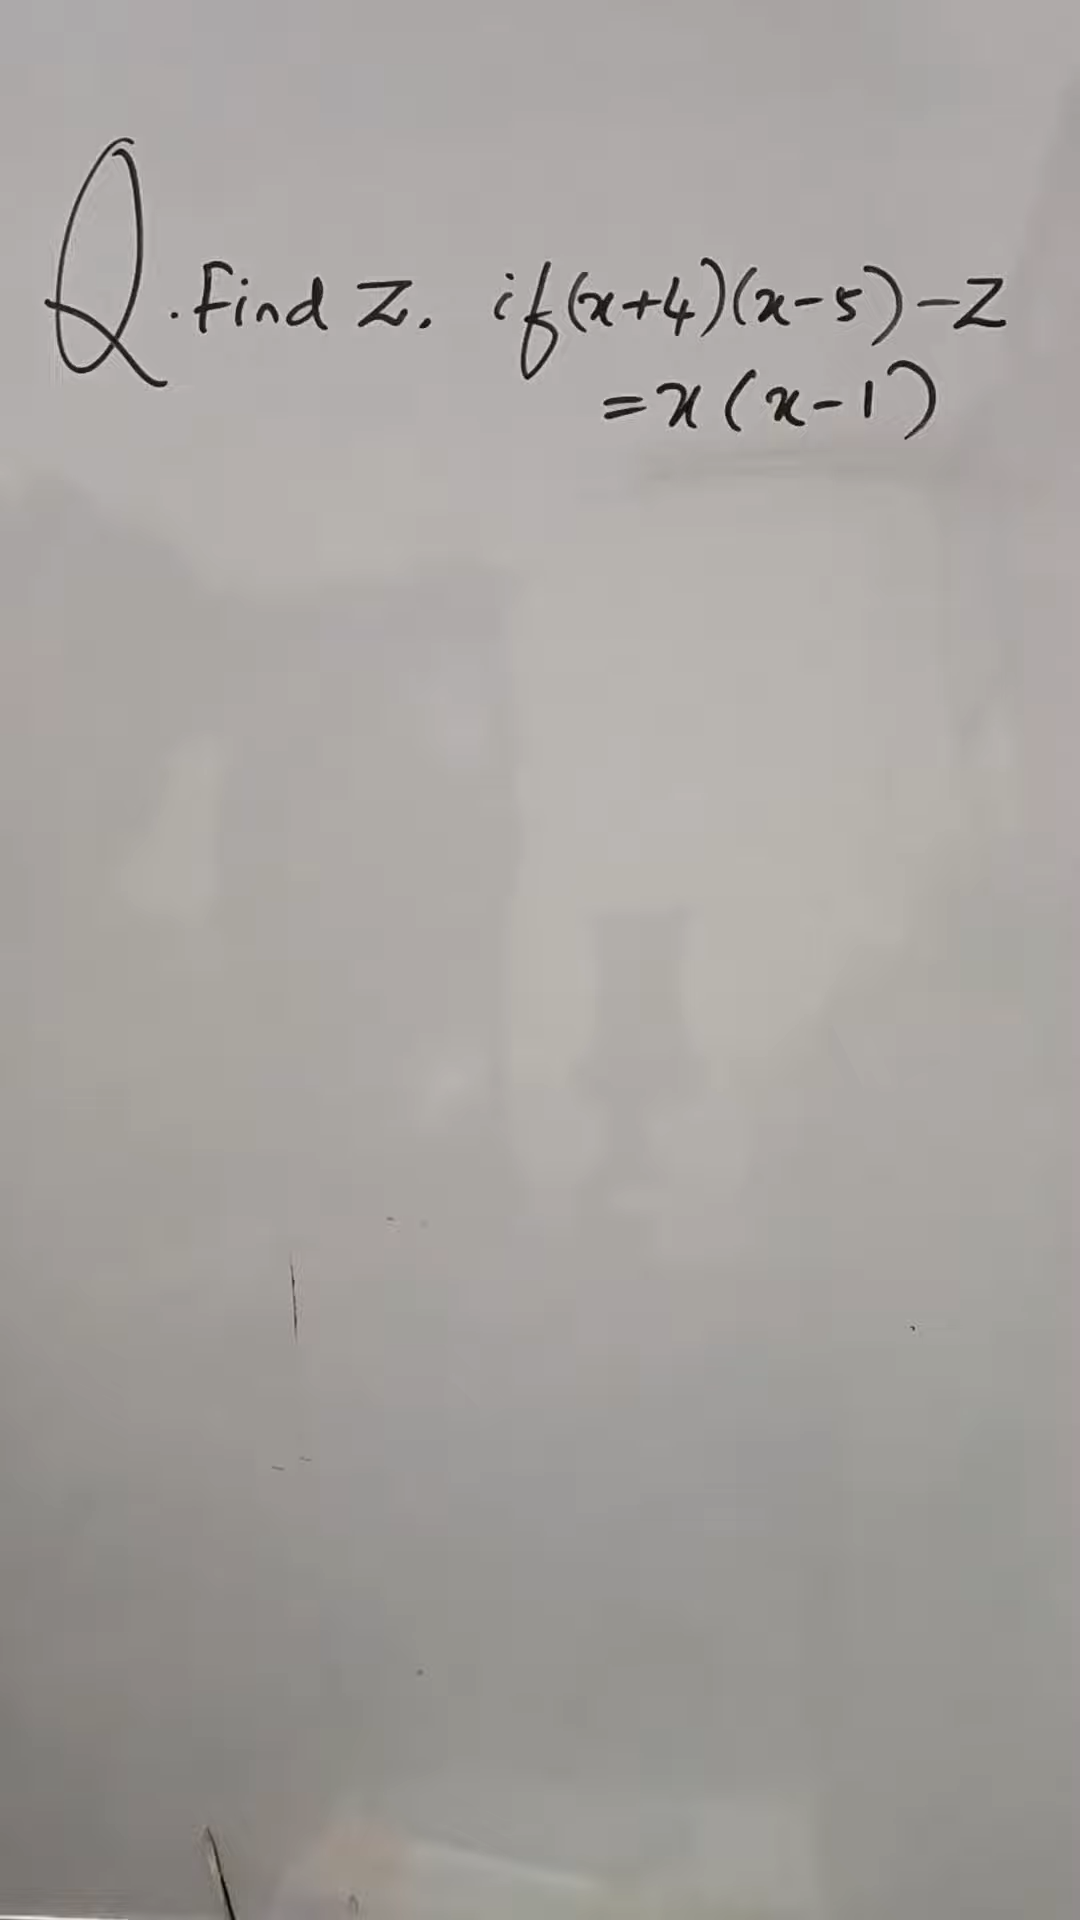 Q. Find Z. if (x+4)(x-5)-Z
=x(x-1)